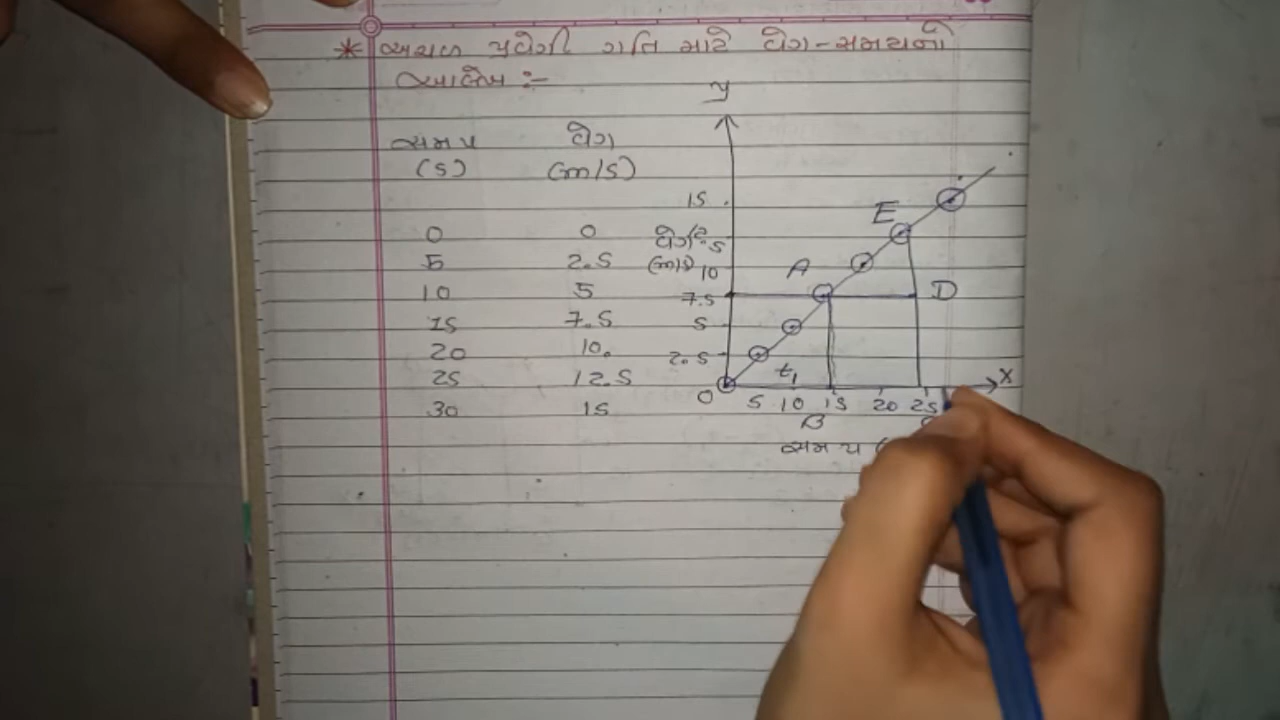 * અચળ પ્રવેગી ગતિ માટે વેગ-સમયનો
આલેખ :-
y
સમય વેગ
(s) (m/s)
0 0
5 2.5
10 5
15 7.5
20 10.
25 12.5
30 15
15
વેગ
(m/s) 10
7.5
5
2.5
0
E
A
D
t₁
x
5 10 15 20 25
B
સમય